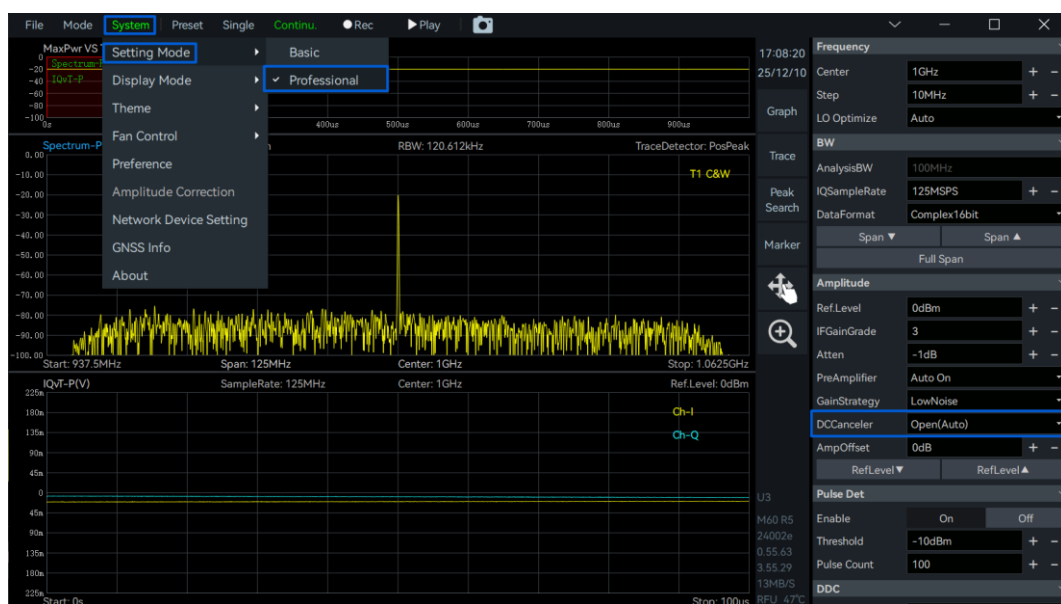 File Mode System Preset Single Continu. Rec Play
MaxPwr VS
Spectrum-
IQvT-P
0
-20
-40
-60
-80
-100
0s 400us 500us 600us 700us 800us 900us
Setting Mode
Display Mode
Theme
Fan Control
Preference
Amplitude Correction
Network Device Setting
GNSS Info
About
Basic
✓ Professional
Spectrum-P RBW: 120.612kHz TraceDetector: PosPeak
T1 C&W
0.00
-10.00
-20.00
-30.00
-40.00
-50.00
-60.00
-70.00
-80.00
-90.00
-100.00
Start: 937.5MHz Span: 125MHz Center: 1GHz Stop: 1.0625GHz
IQvT-P(V) SampleRate: 125MHz Center: 1GHz Ref.Level: 0dBm
Ch-I
Ch-Q
225m
180m
135m
90m
45m
0
45m
90m
135m
180m
225m
Start: 0s Stop: 100us
17:08:20
25/12/10
Graph
Trace
Peak
Search
Marker
U3
M60 R5
24002e
0.55.63
3.55.29
13MB/S
RFU 47℃
Frequency
Center 1GHz + -
Step 10MHz + -
LO Optimize Auto
BW
AnalysisBW 100MHz
IQSampleRate 125MSPS + -
DataFormat Complex16bit
Span ▼ Span ▲
Full Span
Amplitude
Ref.Level 0dBm + -
IFGainGrade 3 + -
Atten -1dB + -
PreAmplifier Auto On
GainStrategy LowNoise
DCCanceler Open(Auto)
AmpOffset 0dB + -
RefLevel▼ RefLevel▲
Pulse Det
Enable On Off
Threshold -10dBm + -
Pulse Count 100 + -
DDC